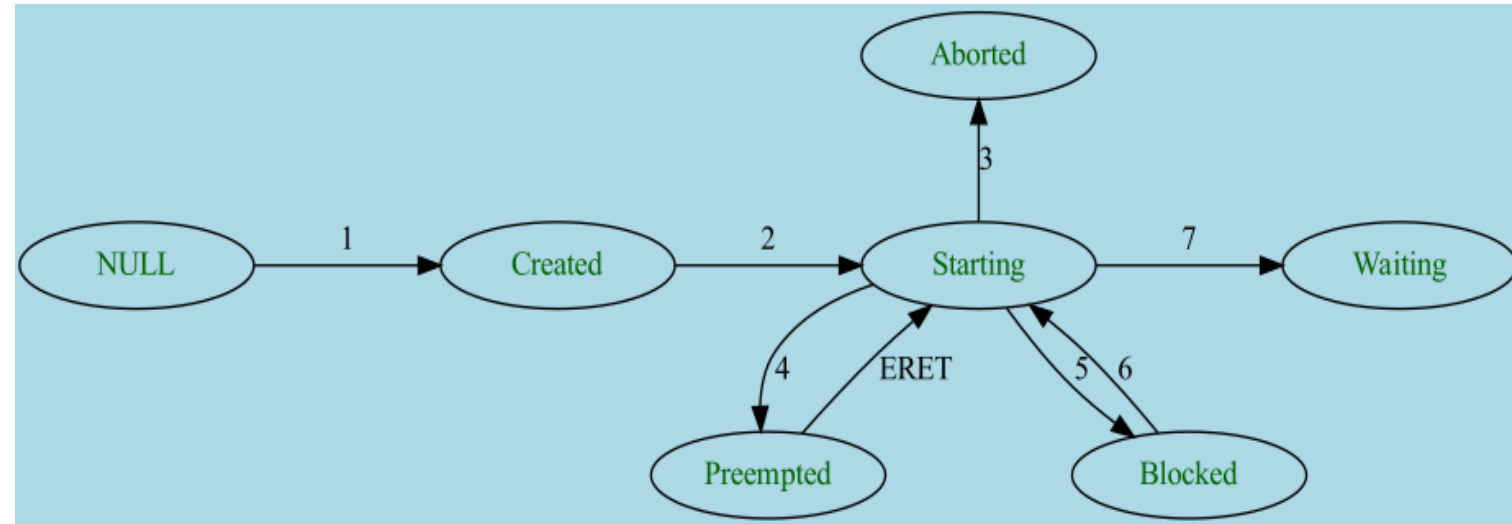 Aborted
3
NULL
1
Created
2
Starting
7
Waiting
4
ERET
5
6
Preempted
Blocked